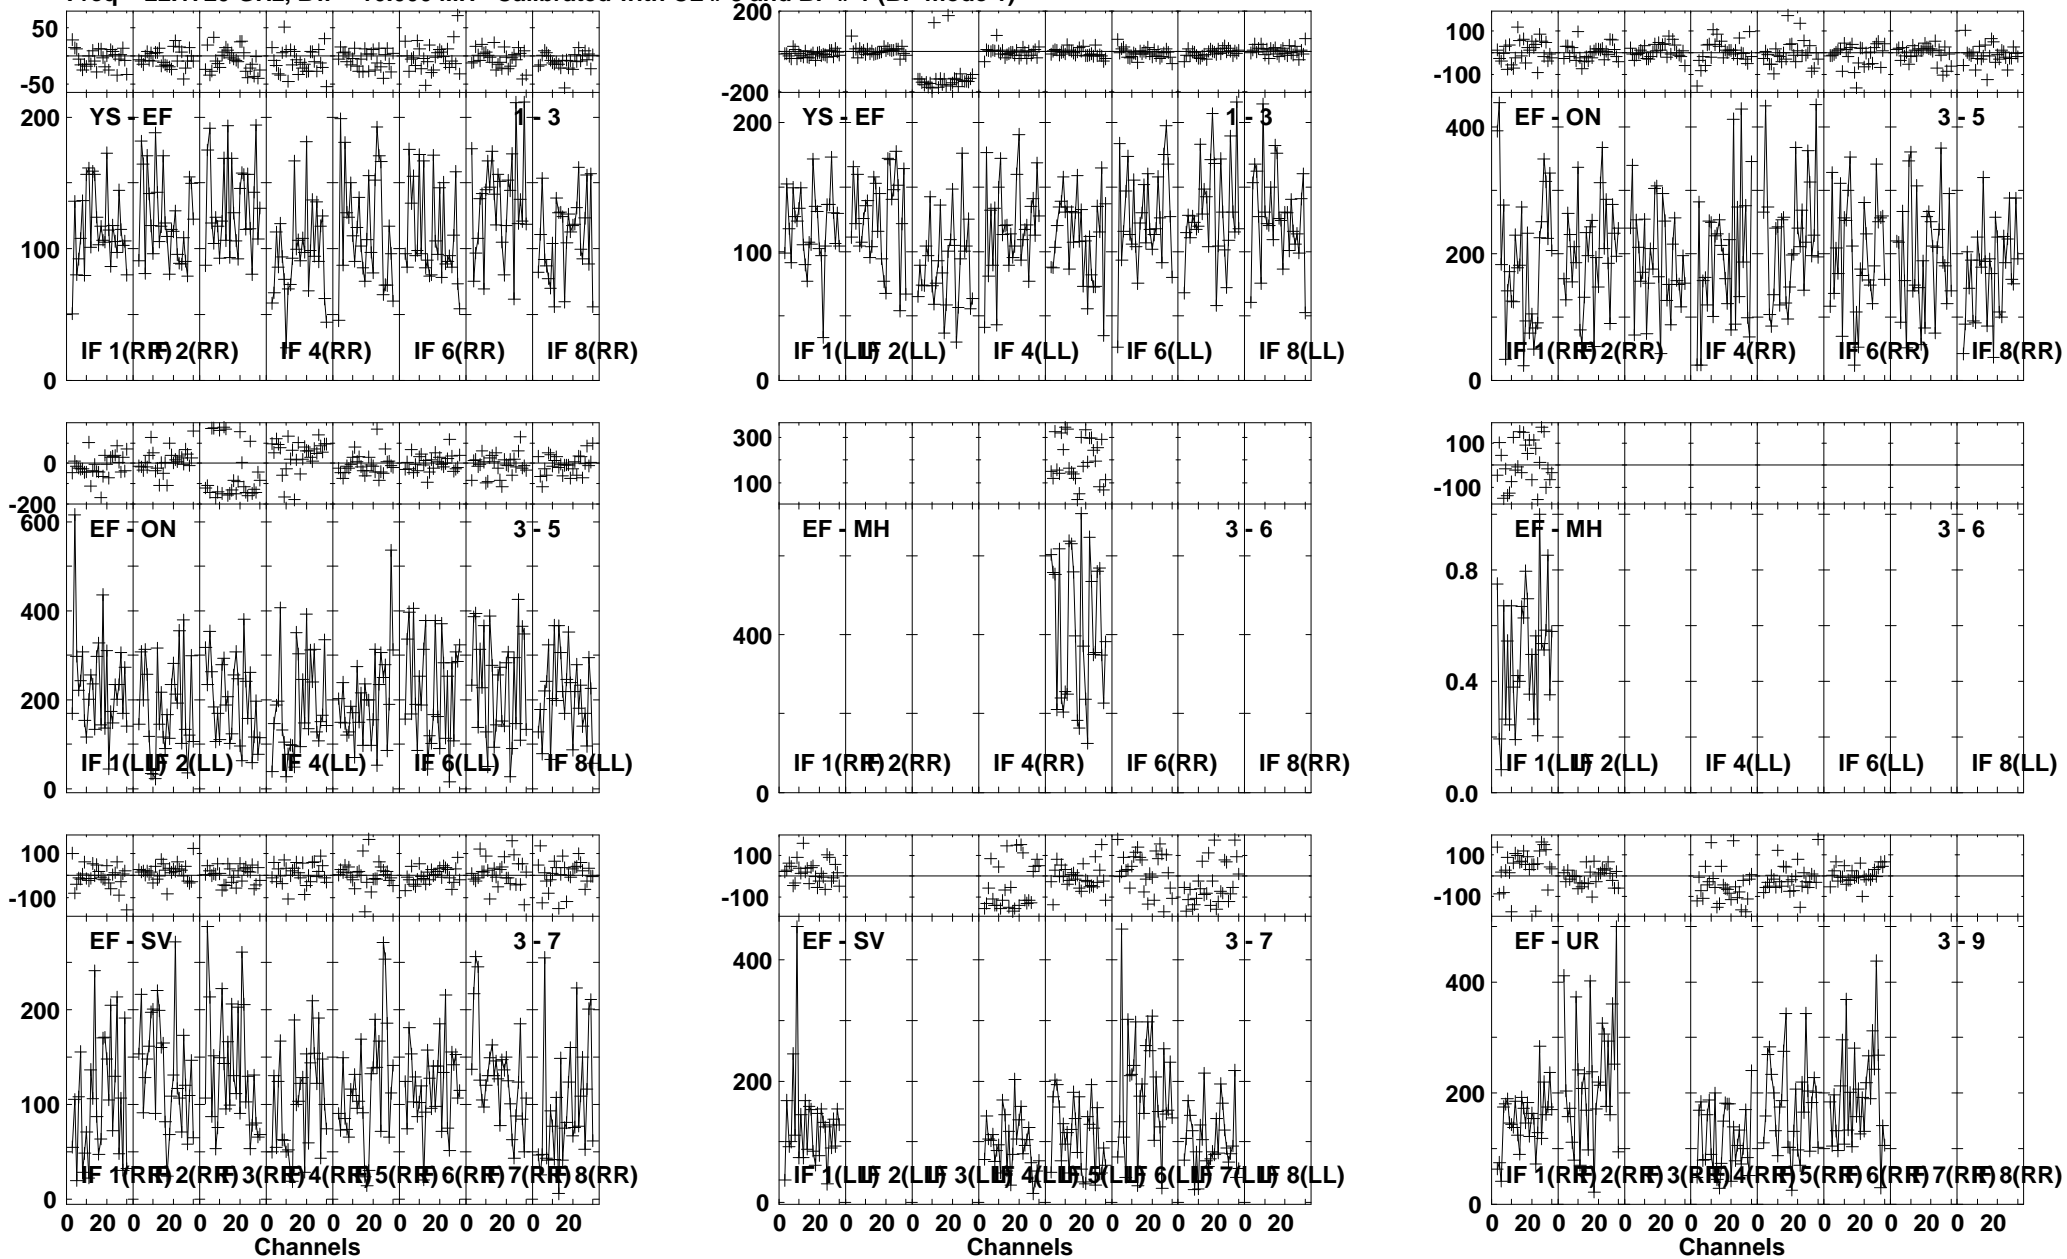 50
-50
200
100
0
YS - EF
1 - 3
IF 1(RR)
IF 2(RR)
IF 4(RR)
IF 6(RR)
IF 8(RR)
200
-200
200
100
0
YS - EF
1 - 3
IF 1(LL)
IF 2(LL)
IF 4(LL)
IF 6(LL)
IF 8(LL)
100
-100
400
200
0
EF - ON
3 - 5
IF 1(RR)
IF 2(RR)
IF 4(RR)
IF 6(RR)
IF 8(RR)
0
-200
600
400
200
0
EF - ON
3 - 5
IF 1(LL)
IF 2(LL)
IF 4(LL)
IF 6(LL)
IF 8(LL)
300
100
400
0
EF - MH
3 - 6
IF 1(RR)
IF 2(RR)
IF 4(RR)
IF 6(RR)
IF 8(RR)
100
-100
0.8
0.4
0.0
EF - MH
3 - 6
IF 1(LL)
IF 2(LL)
IF 4(LL)
IF 6(LL)
IF 8(LL)
100
-100
200
100
0
EF - SV
3 - 7
IF 1(RR)
IF 2(RR)
IF 3(RR)
IF 4(RR)
IF 5(RR)
IF 6(RR)
IF 7(RR)
IF 8(RR)
0 20 0 20 0 20 0 20 0 20 0 20 0 20 0 20
Channels
100
-100
400
200
0
EF - SV
3 - 7
IF 1(LL)
IF 2(LL)
IF 3(LL)
IF 4(LL)
IF 5(LL)
IF 6(LL)
IF 7(LL)
IF 8(LL)
0 20 0 20 0 20 0 20 0 20 0 20 0 20 0 20
Channels
100
-100
400
200
0
EF - UR
3 - 9
IF 1(RR)
IF 2(RR)
IF 3(RR)
IF 4(RR)
IF 5(RR)
IF 6(RR)
IF 7(RR)
IF 8(RR)
0 20 0 20 0 20 0 20 0 20 0 20 0 20 0 20
Channels